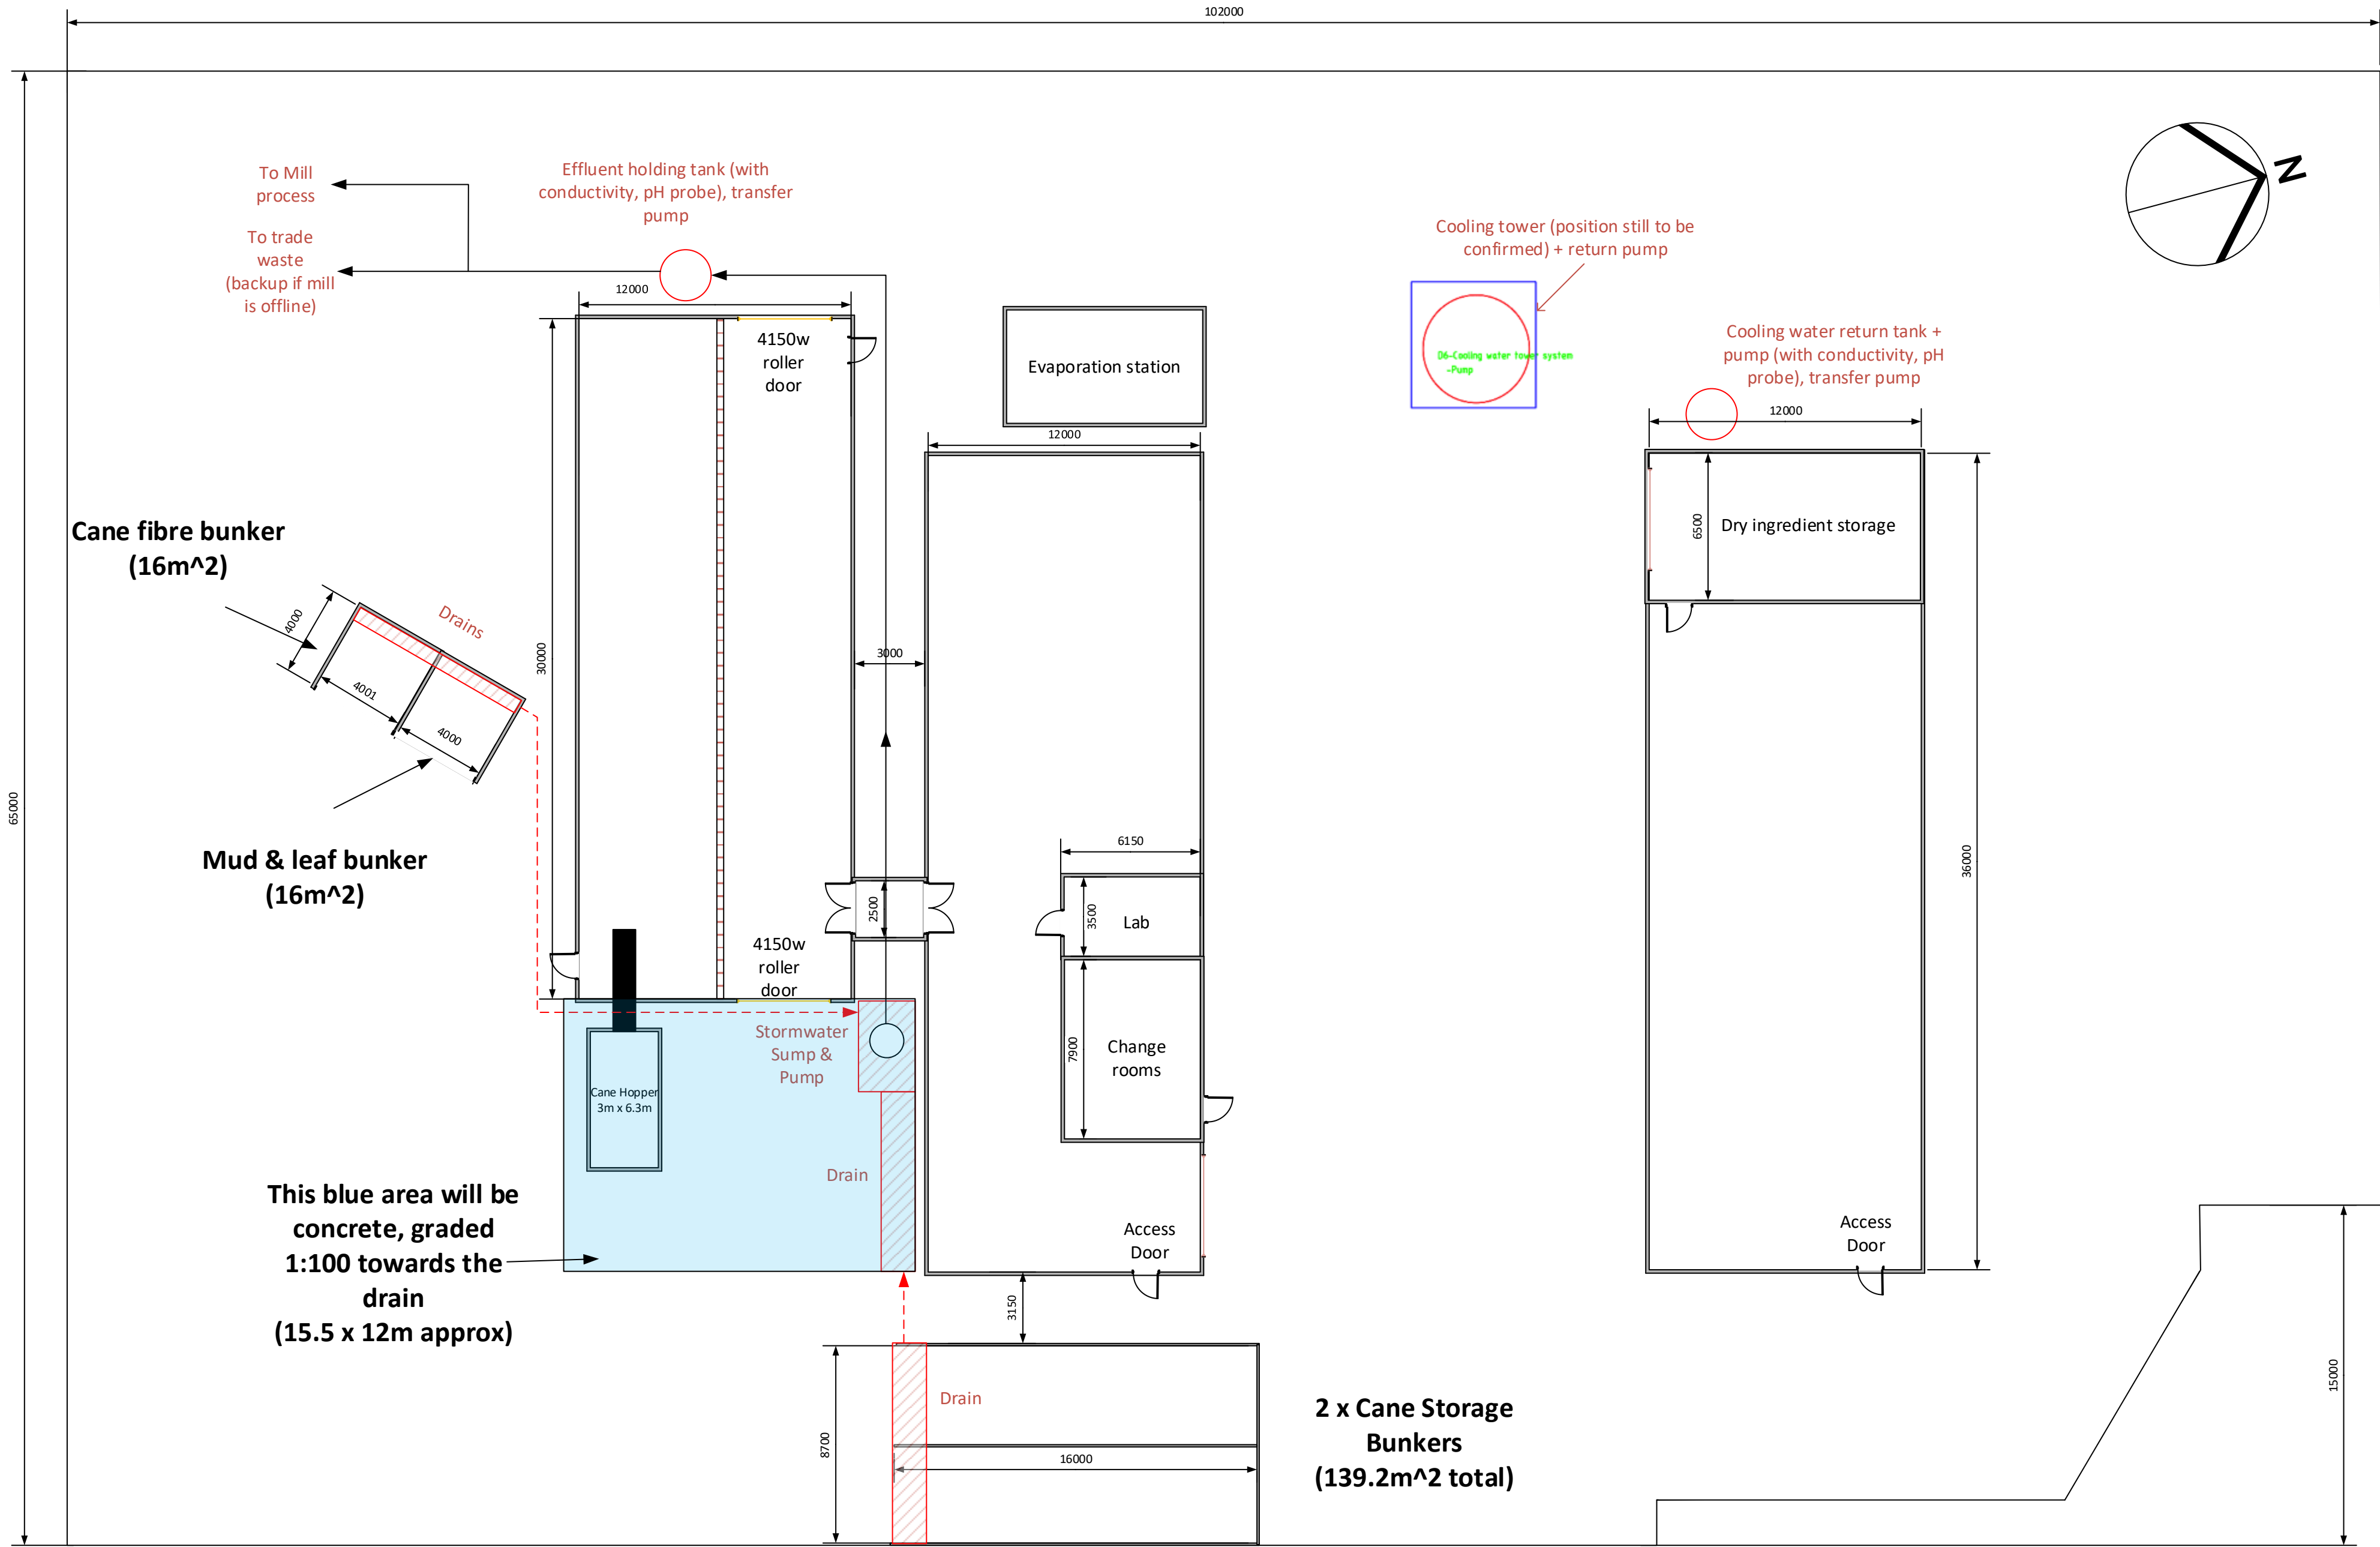 102000
65000
N
To Mill
process
To trade
waste
(backup if mill
is offline)
Effluent holding tank (with
conductivity, pH probe), transfer
pump
12000
4150w
roller
door
Evaporation station
Cooling tower (position still to be
confirmed) + return pump
D6-Cooling water tower system
-Pump
Cooling water return tank +
pump (with conductivity, pH
probe), transfer pump
12000
12000
6500
Dry ingredient storage
Cane fibre bunker
(16m^2)
4000
Drains
4001
4000
30000
3000
Mud & leaf bunker
(16m^2)
6150
36000
2500
3500
Lab
4150w
roller
door
Stormwater
Sump &
Pump
7900
Change
rooms
Cane Hopper
3m x 6.3m
Drain
This blue area will be
concrete, graded
1:100 towards the
drain
(15.5 x 12m approx)
Access
Door
Access
Door
3150
8700
Drain
16000
2 x Cane Storage
Bunkers
(139.2m^2 total)
15000